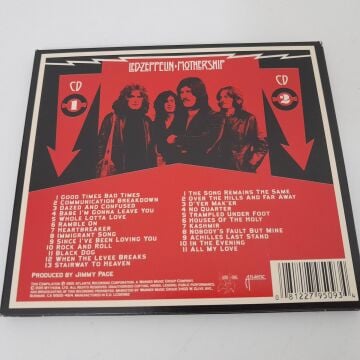 LED-ZEPPELIN • MOTHERSHIP
CD
1
CD
2
1 GOOD TIMES BAD TIMES
2 COMMUNICATION BREAKDOWN
3 DAZED AND CONFUSED
4 BABE I'M GONNA LEAVE YOU
5 WHOLE LOTTA LOVE
6 RAMBLE ON
7 HEARTBREAKER
8 IMMIGRANT SONG
9 SINCE I'VE BEEN LOVING YOU
10 ROCK AND ROLL
11 BLACK DOG
12 WHEN THE LEVEE BREAKS
13 STAIRWAY TO HEAVEN
1 THE SONG REMAINS THE SAME
2 OVER THE HILLS AND FAR AWAY
3 D'YER MAK'ER
4 NO QUARTER
5 TRAMPLED UNDER FOOT
6 HOUSES OF THE HOLY
7 KASHMIR
8 NOBODY'S FAULT BUT MINE
9 ACHILLES LAST STAND
10 IN THE EVENING
11 ALL MY LOVE
PRODUCED BY JIMMY PAGE
ATLANTIC
0 81227 95093